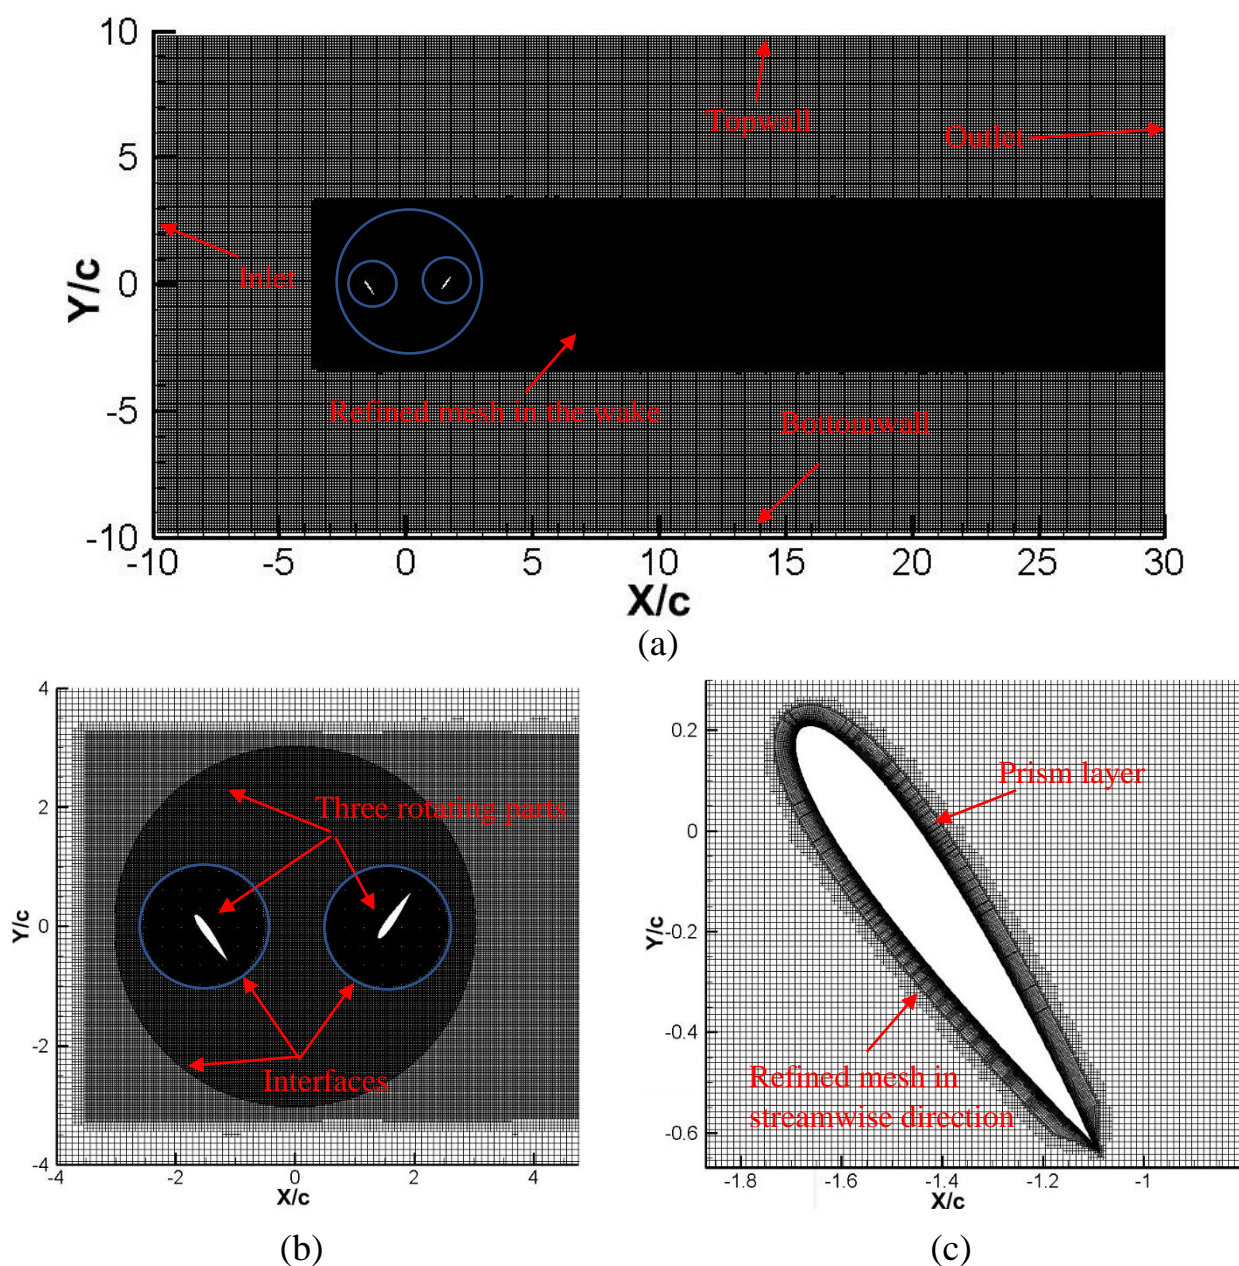 10
5
0
-5
-10
Y/c
Topwall
Outlet
Inlet
Refined mesh in the wake
Bottomwall
-10 -5 0 5 10 15 20 25 30
X/c
(a)
4
2
0
-2
-4
Y/c
Three rotating parts
Interfaces
-4 -2 0 2 4
X/c
(b)
0.2
0
-0.2
-0.4
-0.6
Y/c
Prism layer
Refined mesh in
streamwise direction
-1.8 -1.6 -1.4 -1.2 -1
X/c
(c)